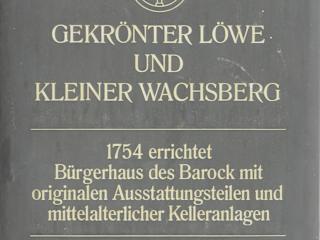 GEKRÖNTER LÖWE
UND
KLEINER WACHSBERG
1754 errichtet
Bürgerhaus des Barock mit
originalen Ausstattungsteilen und
mittelalterlicher Kelleranlagen